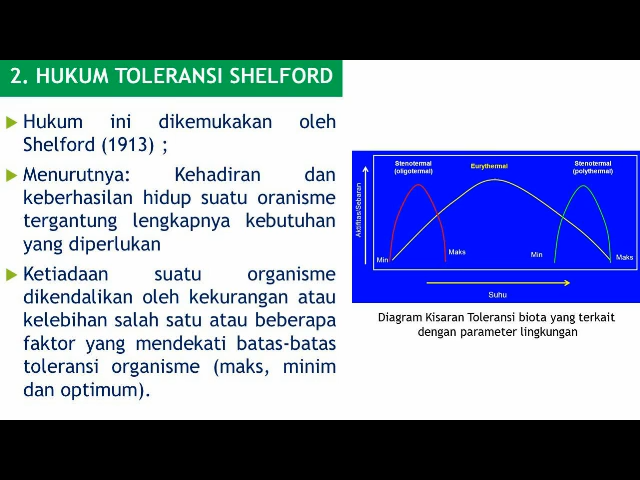 2. HUKUM TOLERANSI SHELFORD
Hukum ini dikemukakan oleh
Shelford (1913) ;
Menurutnya: Kehadiran dan
keberhasilan hidup suatu oranisme
tergantung lengkapnya kebutuhan
yang diperlukan
Ketiadaan suatu organisme
dikendalikan oleh kekurangan atau
kelebihan salah satu atau beberapa
faktor yang mendekati batas-batas
toleransi organisme (maks, minim
dan optimum).
Stenotermal
(oligotermal)
Eurythermal
Stenothermal
(polythermal)
Aktifitas/Sebaran
Min
Maks
Min
Maks
Suhu
Diagram Kisaran Toleransi biota yang terkait
dengan parameter lingkungan